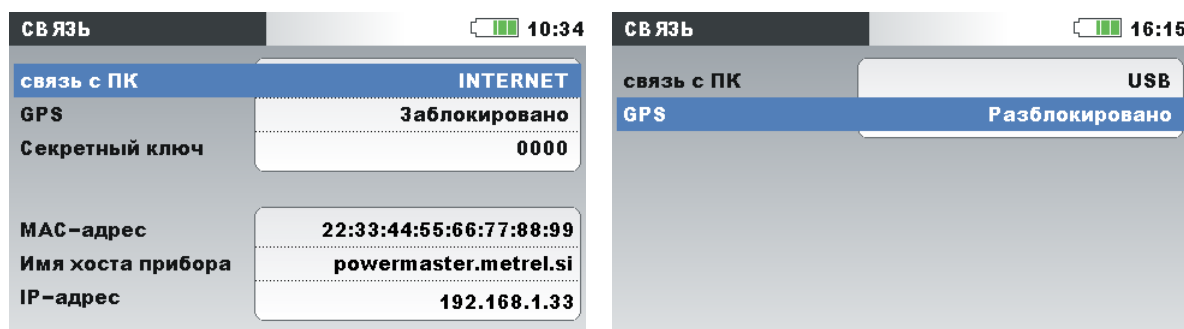 СВЯЗЬ 10:34
связь с ПК INTERNET
GPS Заблокировано
Секретный ключ 0000
MAC-адрес 22:33:44:55:66:77:88:99
Имя хоста прибора powermaster.metrel.si
IP-адрес 192.168.1.33
СВЯЗЬ 16:15
связь с ПК USB
GPS Разблокировано